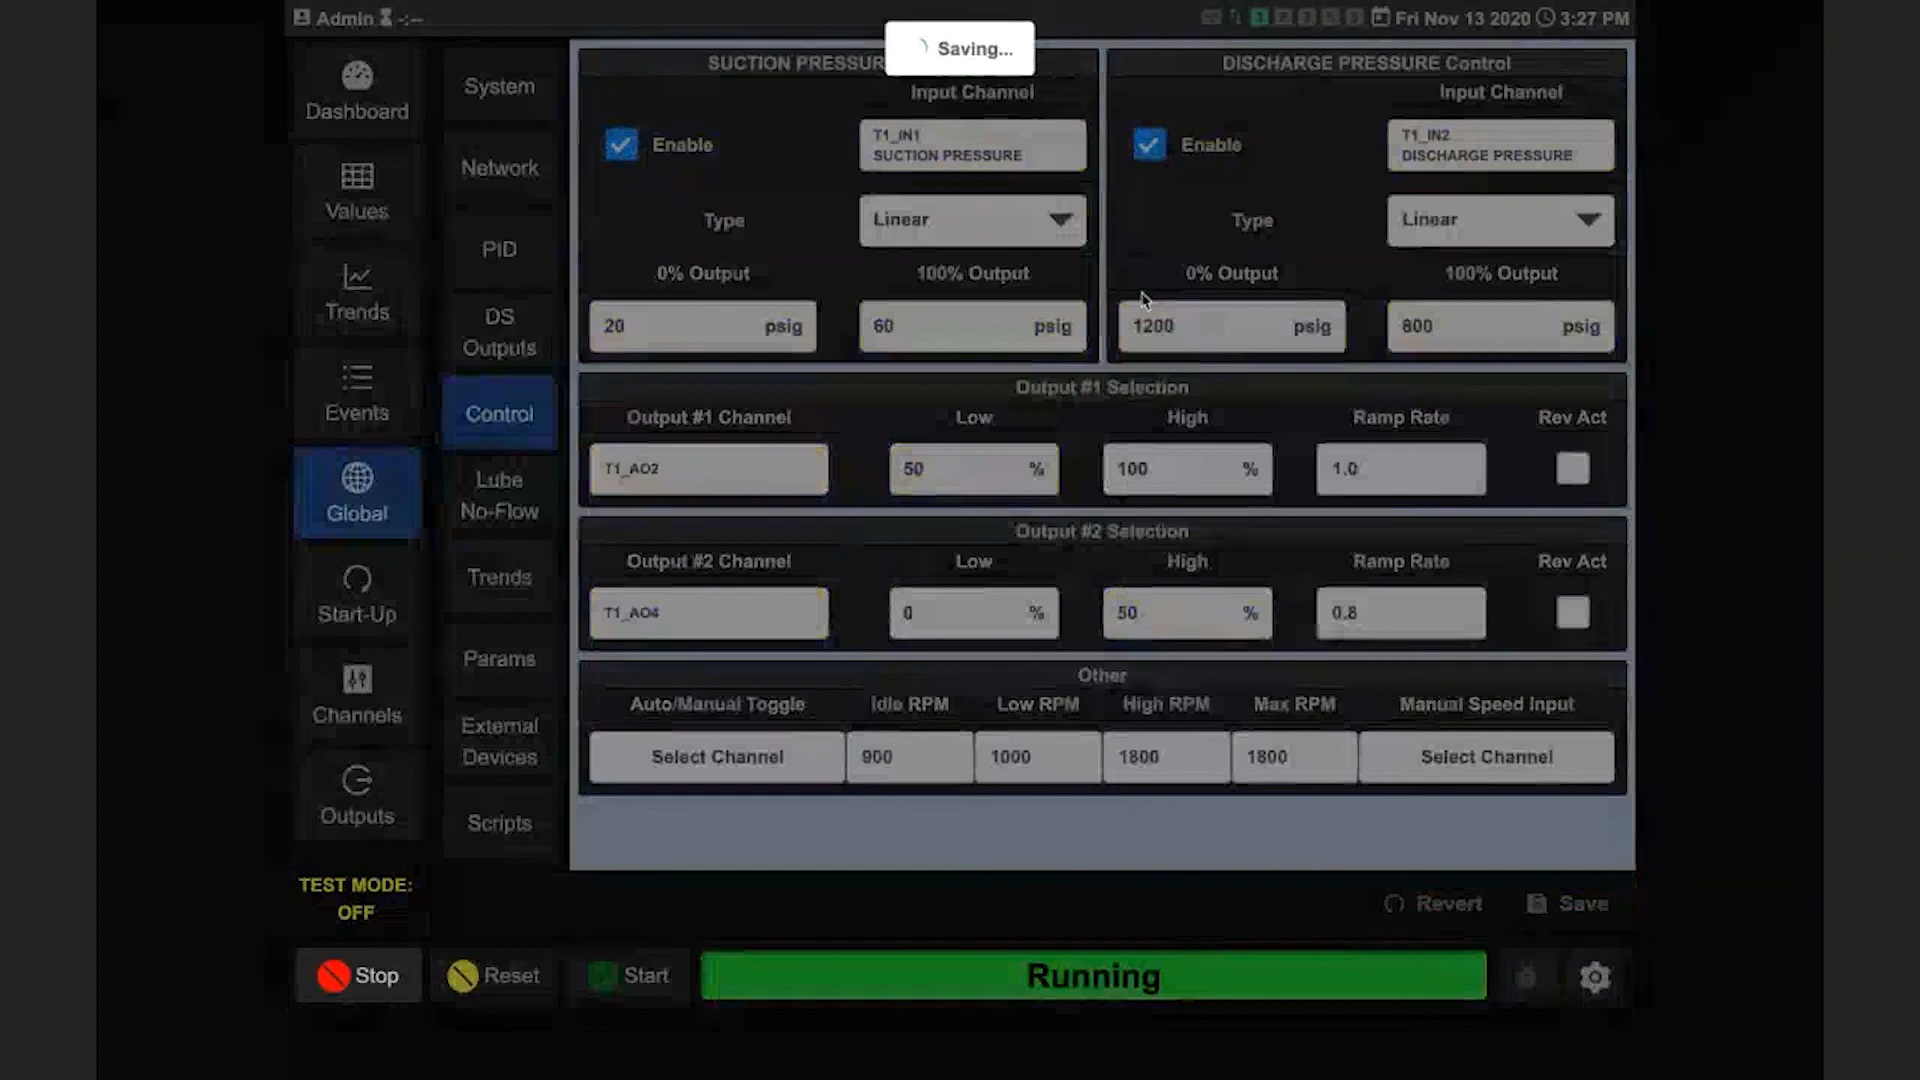 Admin -:--
1 2 3 4 5 Fri Nov 13 2020 3:27 PM
Saving...
Dashboard
Values
Trends
Events
Global
Start-Up
Channels
Outputs
TEST MODE:
OFF
System
Network
PID
DS
Outputs
Control
Lube
No-Flow
Trends
Params
External
Devices
Scripts
SUCTION PRESSUR
Input Channel
Enable
T1_IN1
SUCTION PRESSURE
Type
Linear
0% Output 100% Output
20 psig 60 psig
DISCHARGE PRESSURE Control
Input Channel
Enable
T1_IN2
DISCHARGE PRESSURE
Type
Linear
0% Output 100% Output
1200 psig 800 psig
Output #1 Selection
Output #1 Channel Low High Ramp Rate Rev Act
T1_AO2 50 % 100 % 1.0
Output #2 Selection
Output #2 Channel Low High Ramp Rate Rev Act
T1_AO4 0 % 50 % 0.8
Other
Auto/Manual Toggle Idle RPM Low RPM High RPM Max RPM Manual Speed Input
Select Channel 900 1000 1800 1800 Select Channel
Revert Save
Stop Reset Start Running